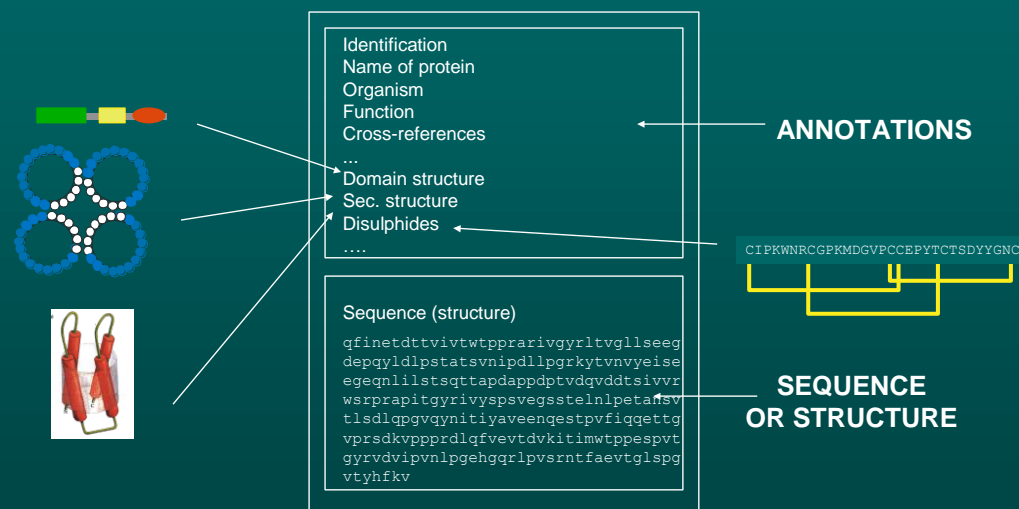 Identification
Name of protein
Organism
Function
Cross-references
...
Domain structure
Sec. structure
Disulphides
....
ANNOTATIONS
CIPKWNRCGPKMDGVPCCEPYTCTSDYYGNC
Sequence (structure)
qfinetdttvivtwtpprarivgyrltvgllseeg
depqyldlpstatsvnipdllpgrkytvnvyeise
egeqnlilstsqttapdappdptvdqvddtsivvr
wsrprapitgyrivyspsvegsstelnlpetansv
tlsdlqpgvqynitiyaveenqestpvfiqqettg
vprsdkvppprdlqfvevtdvkitimwtppespvt
gyrvdvipvnlpgehgqrlpvsrntfaevtglspg
vtyhfkv
SEQUENCE
OR STRUCTURE